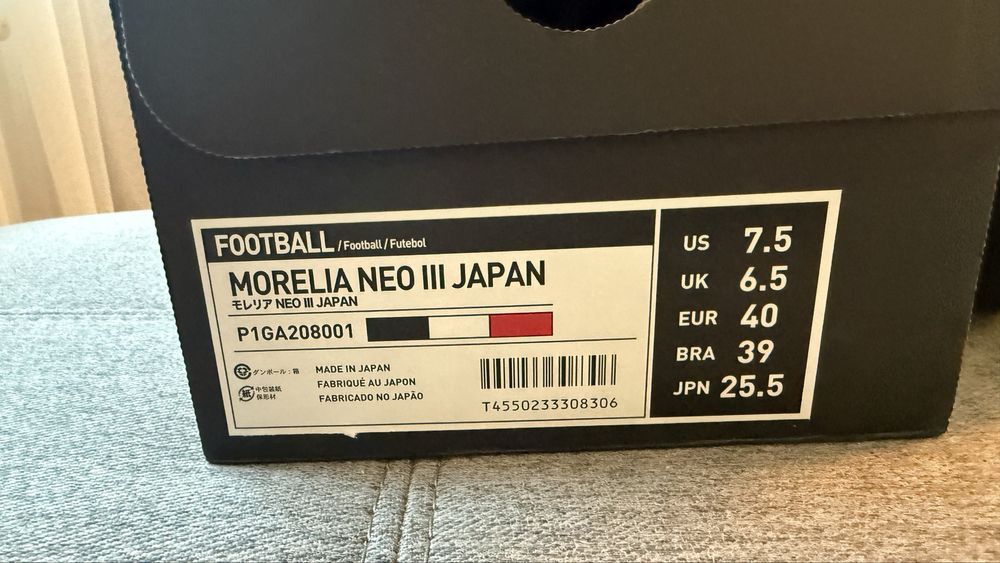 FOOTBALL / Football / Futebol
MORELIA NEO III JAPAN
モレリア NEO III JAPAN
P1GA208001
ダンボール：箱
紙
中包装紙
保形材
MADE IN JAPAN
FABRIQUÉ AU JAPON
FABRICADO NO JAPÃO
T4550233308306
US 7.5
UK 6.5
EUR 40
BRA 39
JPN 25.5